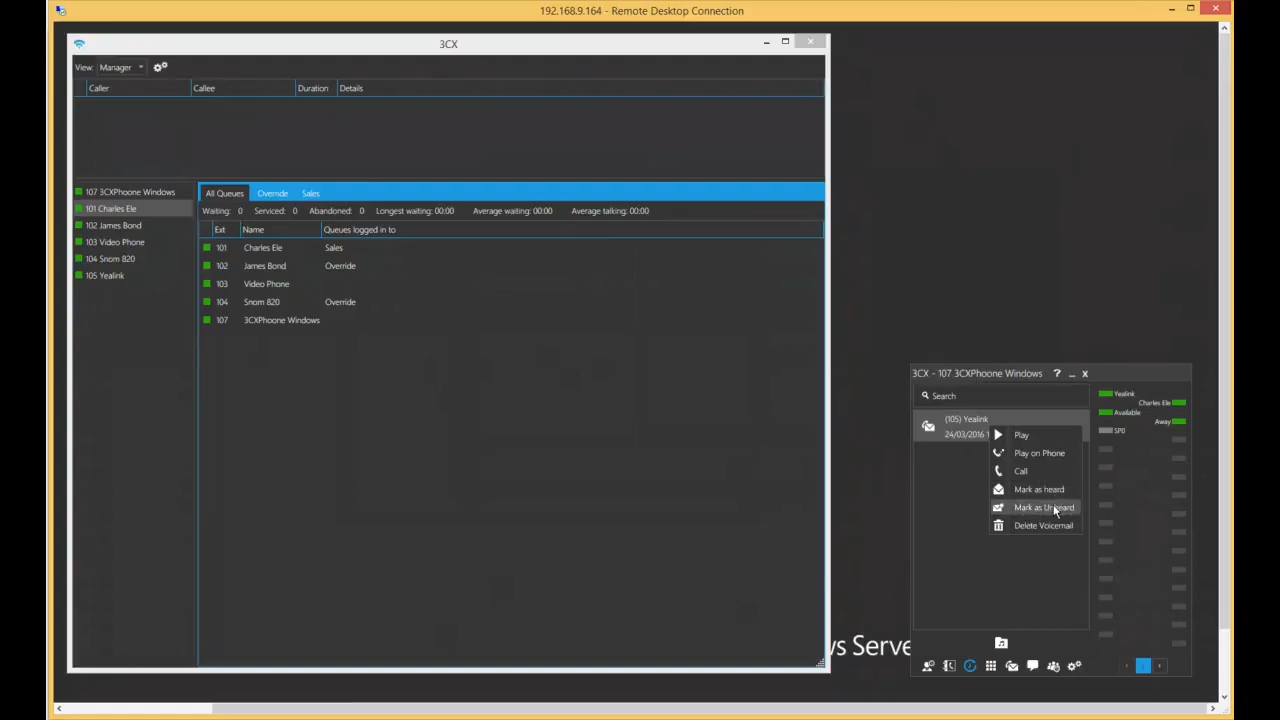 192.168.9.164 - Remote Desktop Connection
3CX
View: Manager
Caller Callee Duration Details
107 3CXPhoone Windows
101 Charles Ele
102 James Bond
103 Video Phone
104 Snom 820
105 Yealink
All Queues Override Sales
Waiting: 0 Serviced: 0 Abandoned: 0 Longest waiting: 00:00 Average waiting: 00:00 Average talking: 00:00
Ext Name Queues logged in to
101 Charles Ele Sales
102 James Bond Override
103 Video Phone
104 Snom 820 Override
107 3CXPhoone Windows
3CX - 107 3CXPhoone Windows ? _ x
Search
(105) Yealink
24/03/2016 1
Play
Play on Phone
Call
Mark as heard
Mark as Unheard
Delete Voicemail
Yealink
Charles Ele
Available
Away
SP0
ws Serve